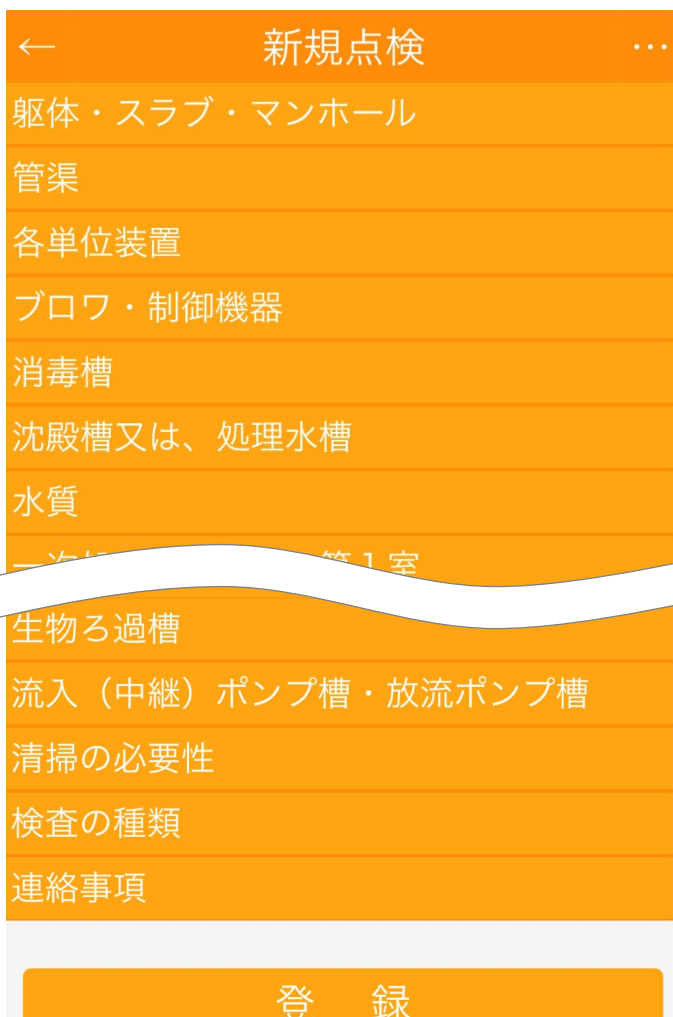 ← 新規点検 …
躯体・スラブ・マンホール
管渠
各単位装置
ブロワ・制御機器
消毒槽
沈殿槽又は、処理水槽
水質
第1室
生物ろ過槽
流入（中継）ポンプ槽・放流ポンプ槽
清掃の必要性
検査の種類
連絡事項
登　録